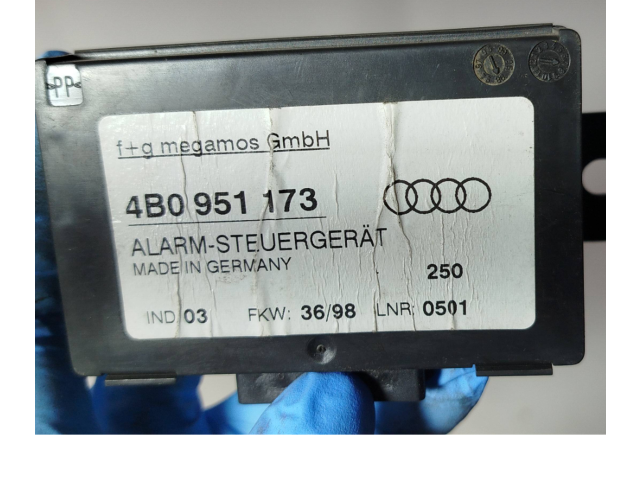 >PP<
f+g megamos GmbH
4B0 951 173
ALARM-STEUERGERÄT
MADE IN GERMANY
250
IND 03 FKW: 36/98 LNR: 0501